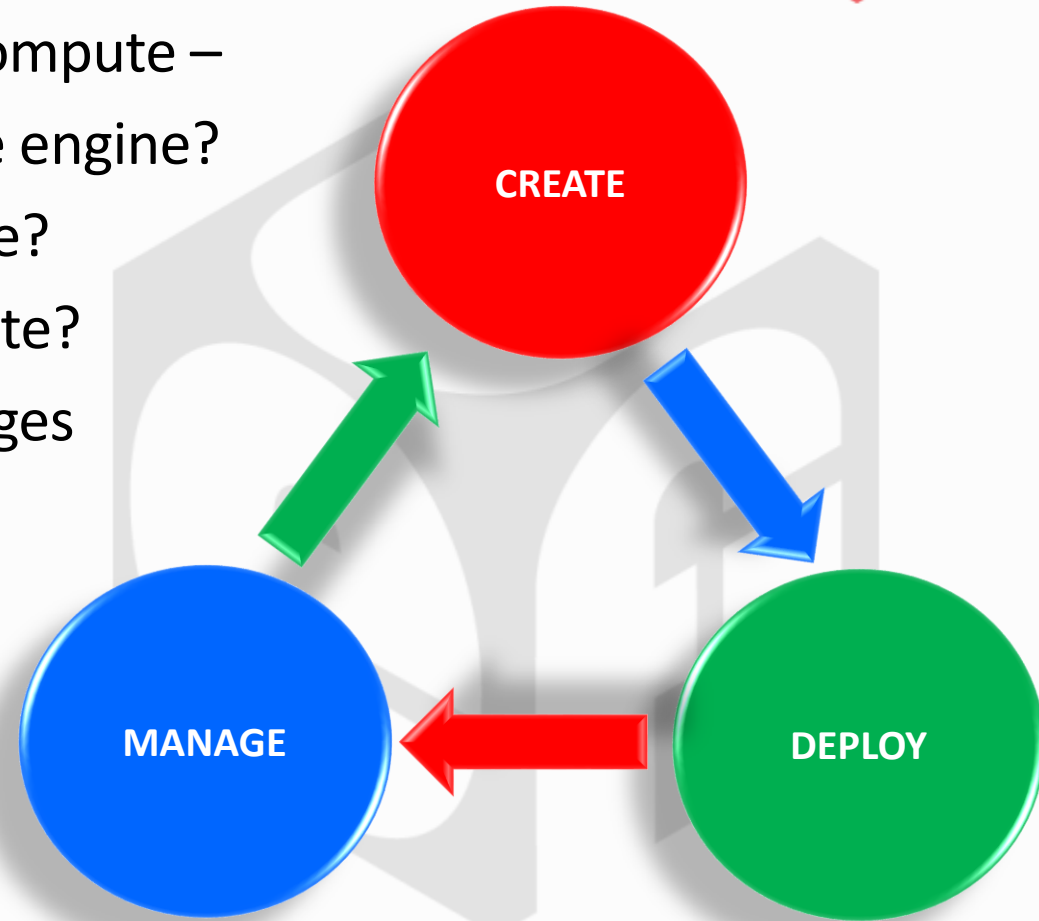 ompute –
e engine?
e?
te?
ges
CREATE
MANAGE
DEPLOY